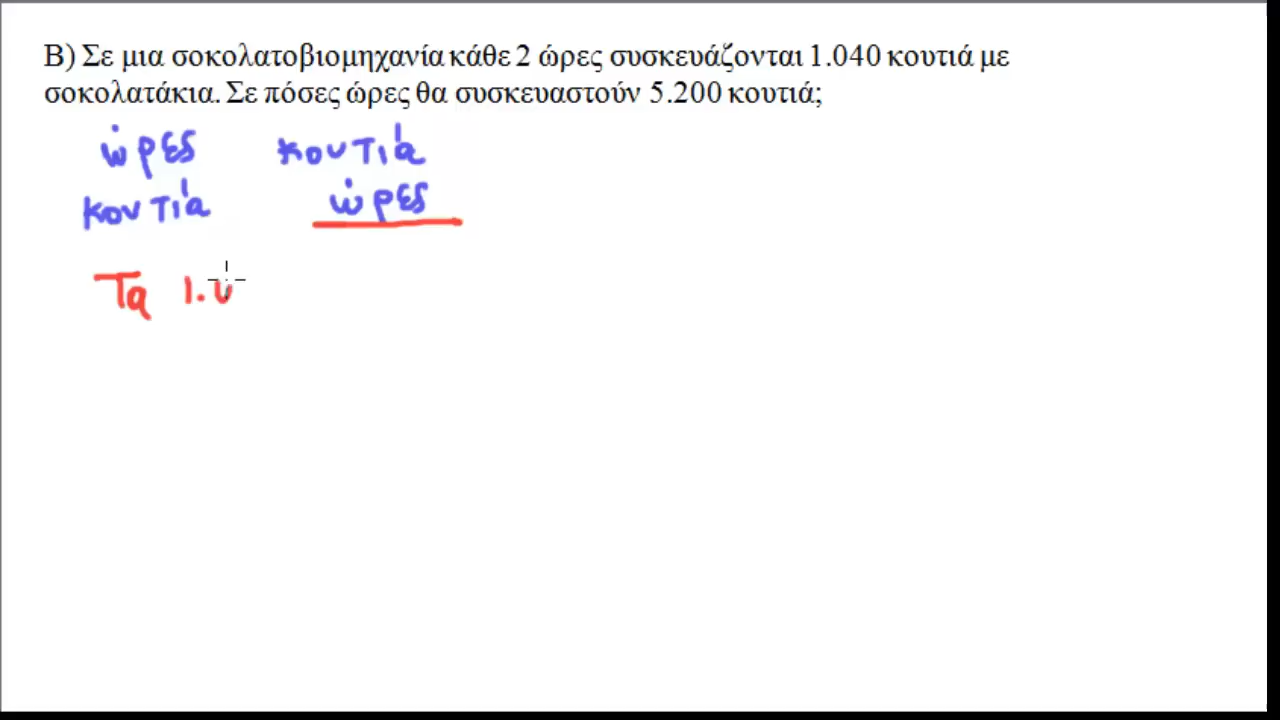 Β) Σε μια σοκολατοβιομηχανία κάθε 2 ώρες συσκευάζονται 1.040 κουτιά με
σοκολατάκια. Σε πόσες ώρες θα συσκευαστούν 5.200 κουτιά;
ώρες κουτιά
κουτιά ώρες
Τα 1.